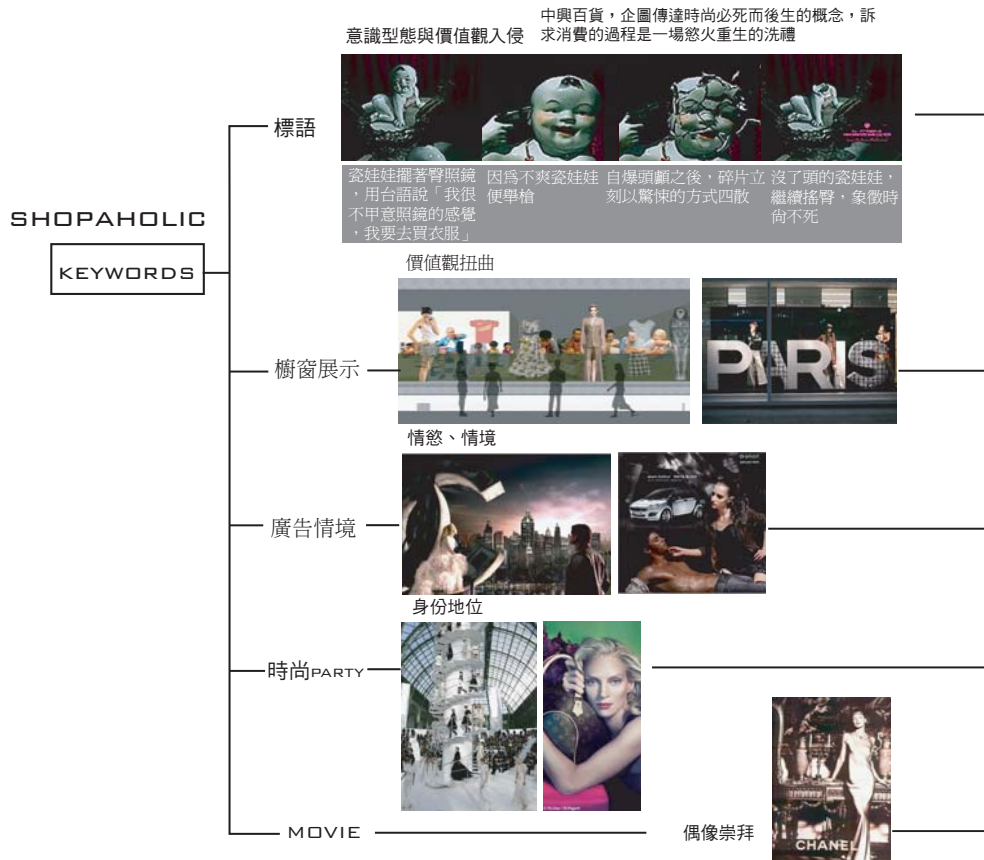 中興百貨，企圖傳達時尚必死而後生的概念，訴
求消費的過程是一場慾火重生的洗禮
意識型態與價值觀入侵
標語
瓷娃娃擺著臀照鏡
，用台語說「我很
不甲意照鏡的感覺
，我要去買衣服」
因爲不爽瓷娃娃
便舉槍
自爆頭顱之後，碎片立
刻以驚悚的方式四散
沒了頭的瓷娃娃，
繼續搖臀，象徵時
尙不死
SHOPAHOLIC
KEYWORDS
價值觀扭曲
櫥窗展示
PARIS
情慾、情境
廣告情境
身份地位
時尚PARTY
MOVIE
偶像崇拜
CHANEL